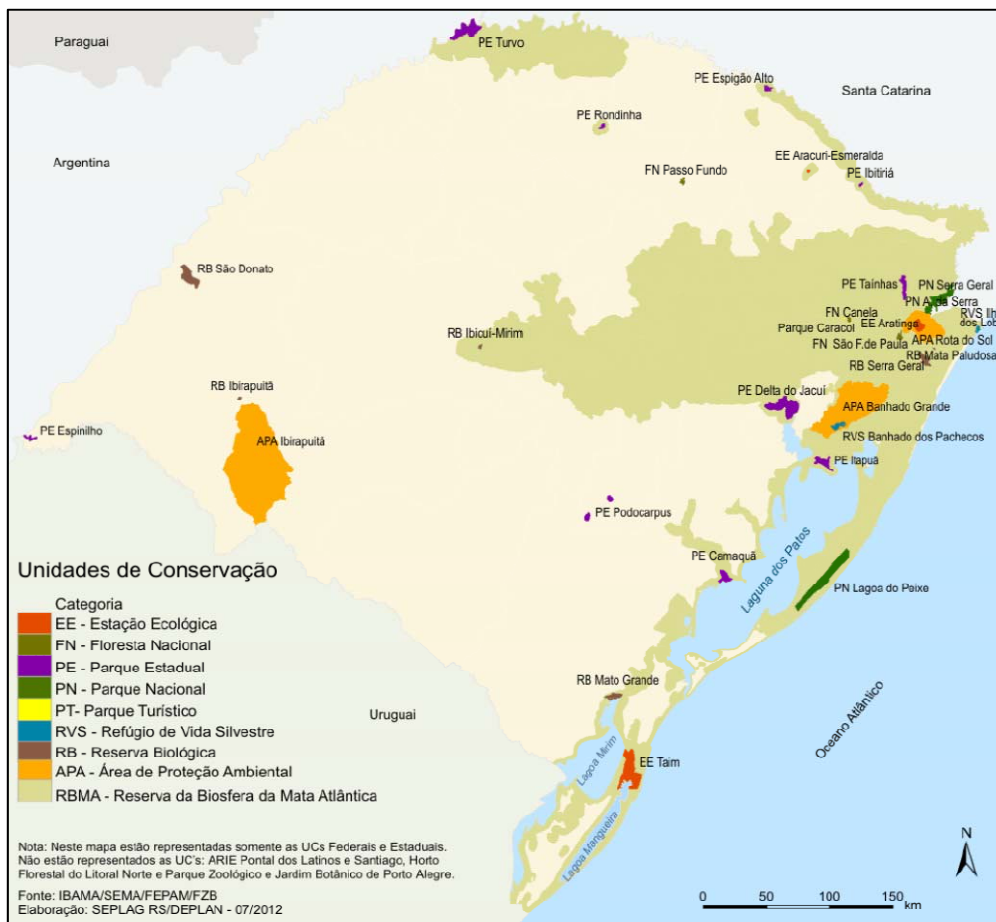 Paraguai
PE Turvo
PE Espigão Alto
Santa Catarina
PE Rondinha
Argentina
EE Aracuri-Esmeralda
FN Passo Fundo
PE Ibitiriá
RB São Donato
PE Tainhas
PN Serra Geral
PN A. da Serra
FN Canela
RVS Ilh
EE Aratinga
dos Lob
Parque Caracol
RB Ibicuí-Mirim
FN São F.de Paula
APA Rota do Sol
RB Mata Paludosa
RB Serra Geral
RB Ibirapuitã
PE Delta do Jacuí
APA Banhado Grande
PE Espinilho
APA Ibirapuitã
RVS Banhado dos Pachecos
PE Itapuã
PE Podocarpus
PE Camaquã
Laguna dos Patos
PN Lagoa do Peixe
RB Mato Grande
Uruguai
Oceano Atlântico
Lagoa Mirim
EE Taim
Lagoa Mangueira
Unidades de Conservação
Categoria
EE - Estação Ecológica
FN - Floresta Nacional
PE - Parque Estadual
PN - Parque Nacional
PT- Parque Turístico
RVS - Refúgio de Vida Silvestre
RB - Reserva Biológica
APA - Área de Proteção Ambiental
RBMA - Reserva da Biosfera da Mata Atlântica
Nota: Neste mapa estão representadas somente as UCs Federais e Estaduais.
Não estão representados as UC's: ARIE Pontal dos Latinos e Santiago, Horto
Florestal do Litoral Norte e Parque Zoológico e Jardim Botânico de Porto Alegre.
Fonte: IBAMA/SEMA/FEPAM/FZB
Elaboração: SEPLAG RS/DEPLAN - 07/2012
N
0 50 100 150
km